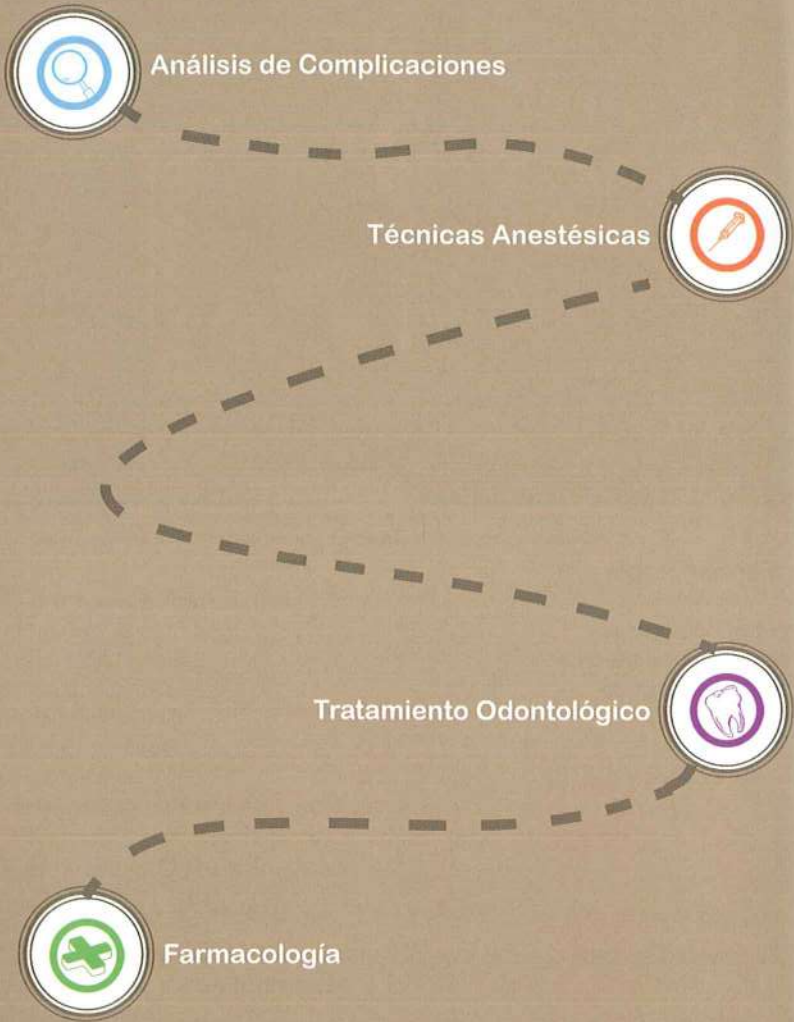 Análisis de Complicaciones
Técnicas Anestésicas
Tratamiento Odontológico
Farmacología